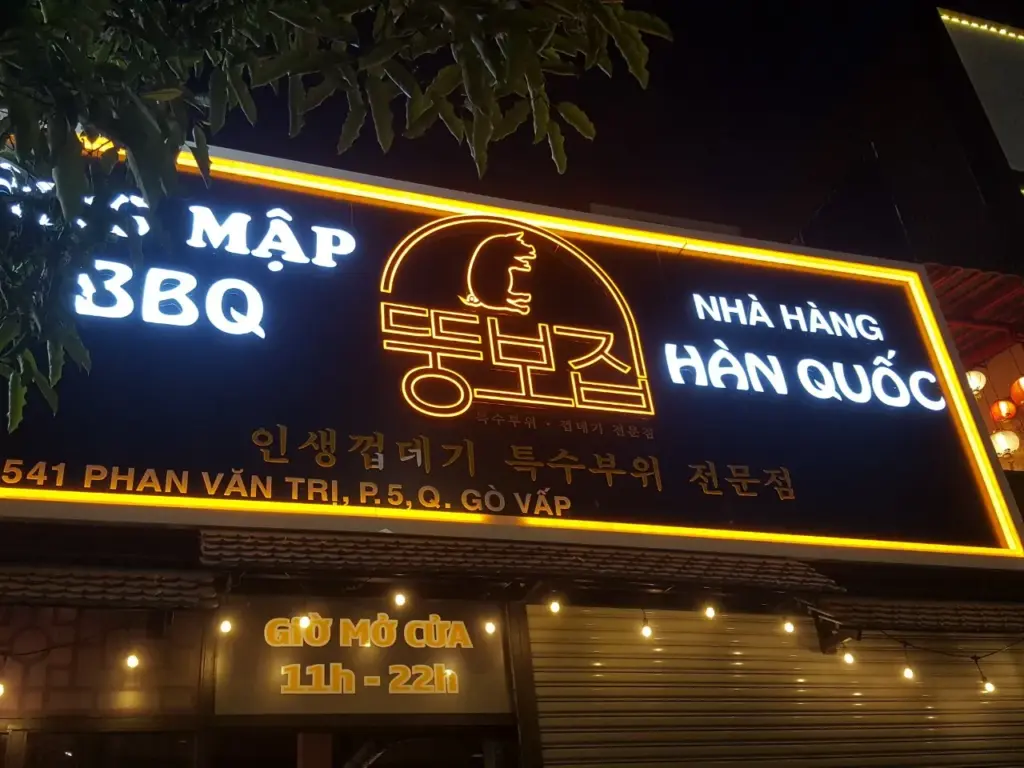 MẬP
BBQ
뚱보집
특수부위 · 껍데기 전문점
NHÀ HÀNG
HÀN QUỐC
인생껍데기 특수부위 전문점
541 PHAN VĂN TRỊ, P. 5, Q. GÒ VẤP
GIỜ MỞ CỬA
11h - 22h